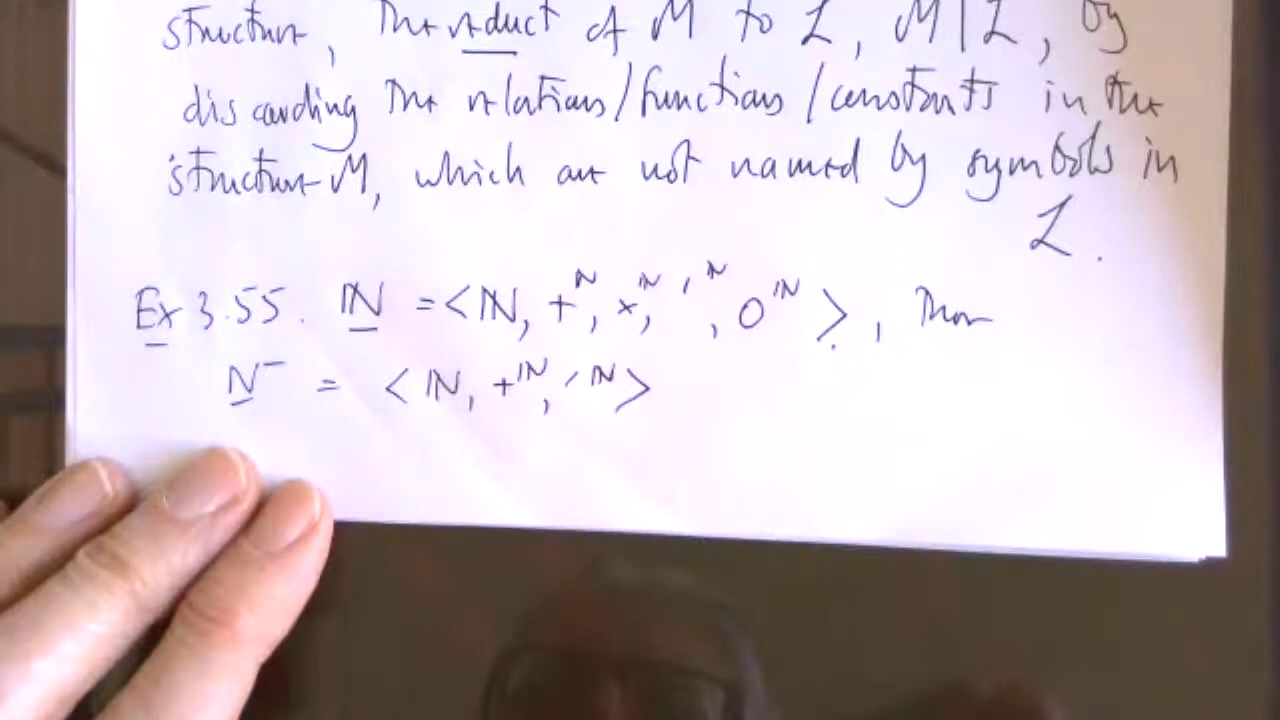 structure, The reduct of M to L, M|L, by
discarding The relations/functions/constants in the
structure M, which are not named by symbols in
L.
Ex 3.55. ℕ = <ℕ, +^ℕ, ×^ℕ, ′^ℕ, 0^ℕ>, Then
ℕ⁻ = <ℕ, +^ℕ, ′^ℕ>